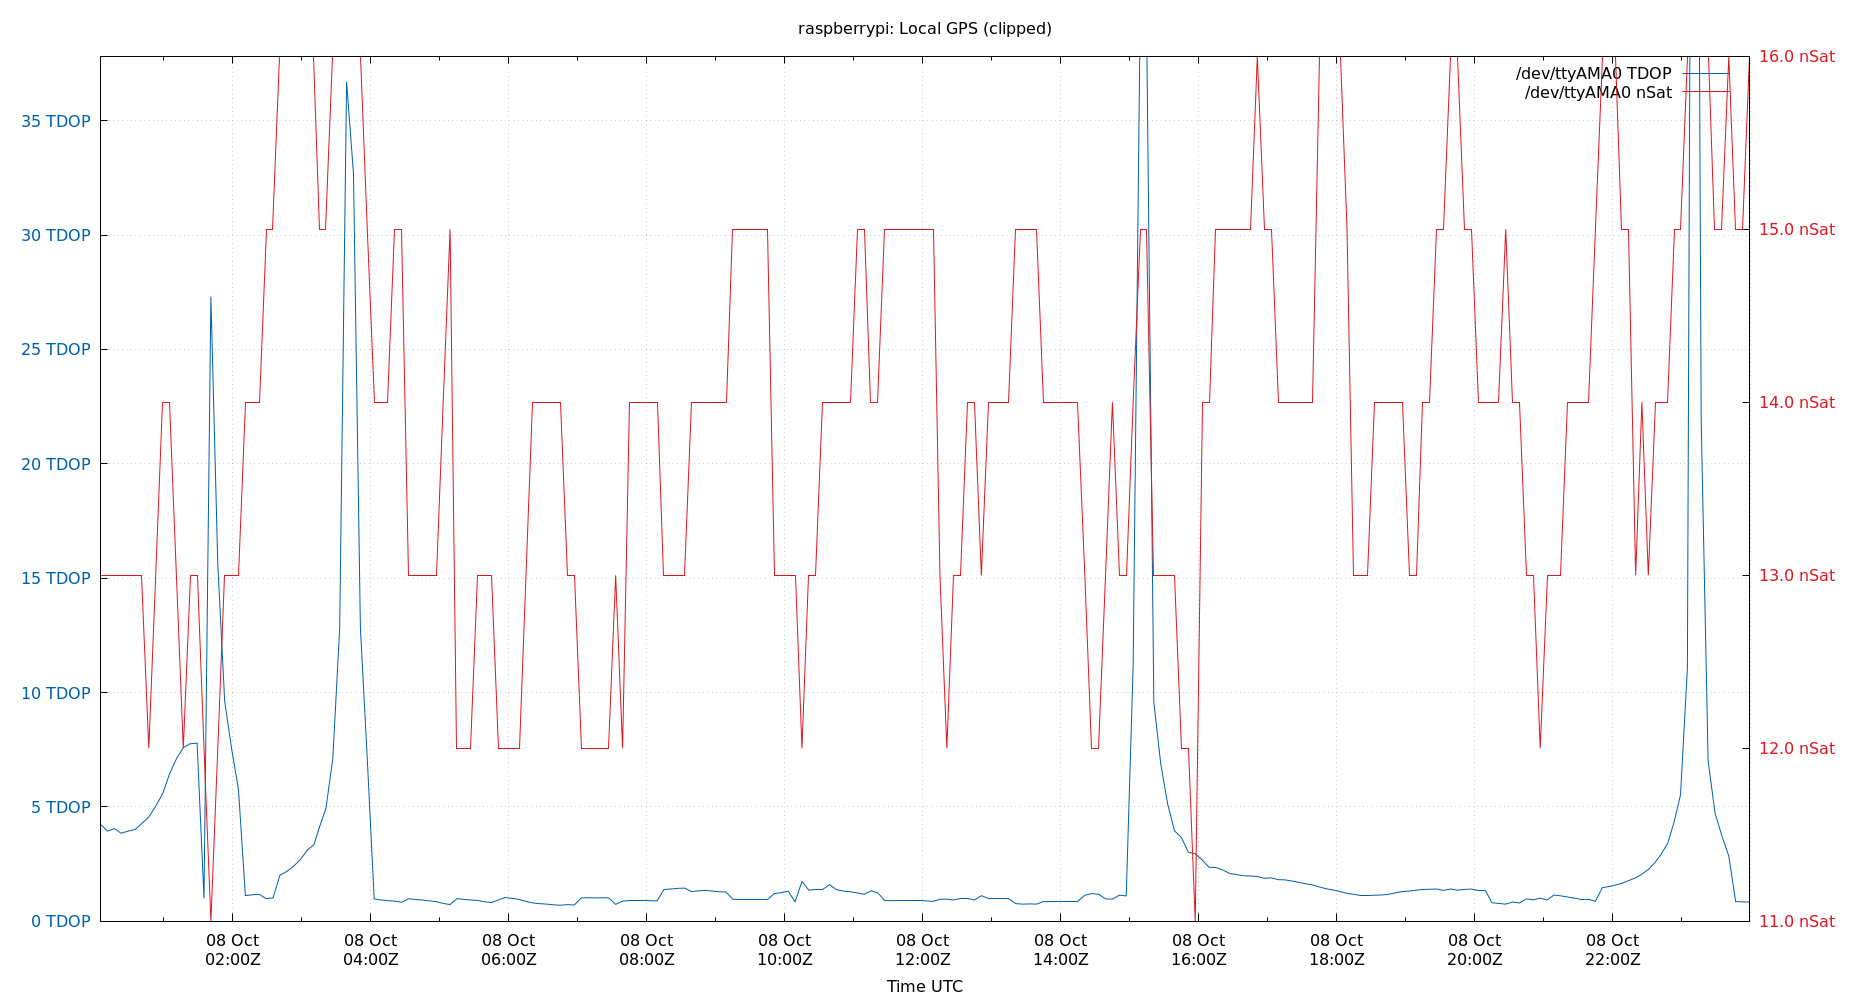 raspberrypi: Local GPS (clipped)
16.0 nSat
/dev/ttyAMA0 TDOP
/dev/ttyAMA0 nSat
35 TDOP
30 TDOP
15.0 nSat
25 TDOP
14.0 nSat
20 TDOP
15 TDOP
13.0 nSat
10 TDOP
12.0 nSat
5 TDOP
0 TDOP
11.0 nSat
08 Oct 08 Oct 08 Oct 08 Oct 08 Oct 08 Oct 08 Oct 08 Oct 08 Oct 08 Oct 08 Oct
02:00Z 04:00Z 06:00Z 08:00Z 10:00Z 12:00Z 14:00Z 16:00Z 18:00Z 20:00Z 22:00Z
Time UTC